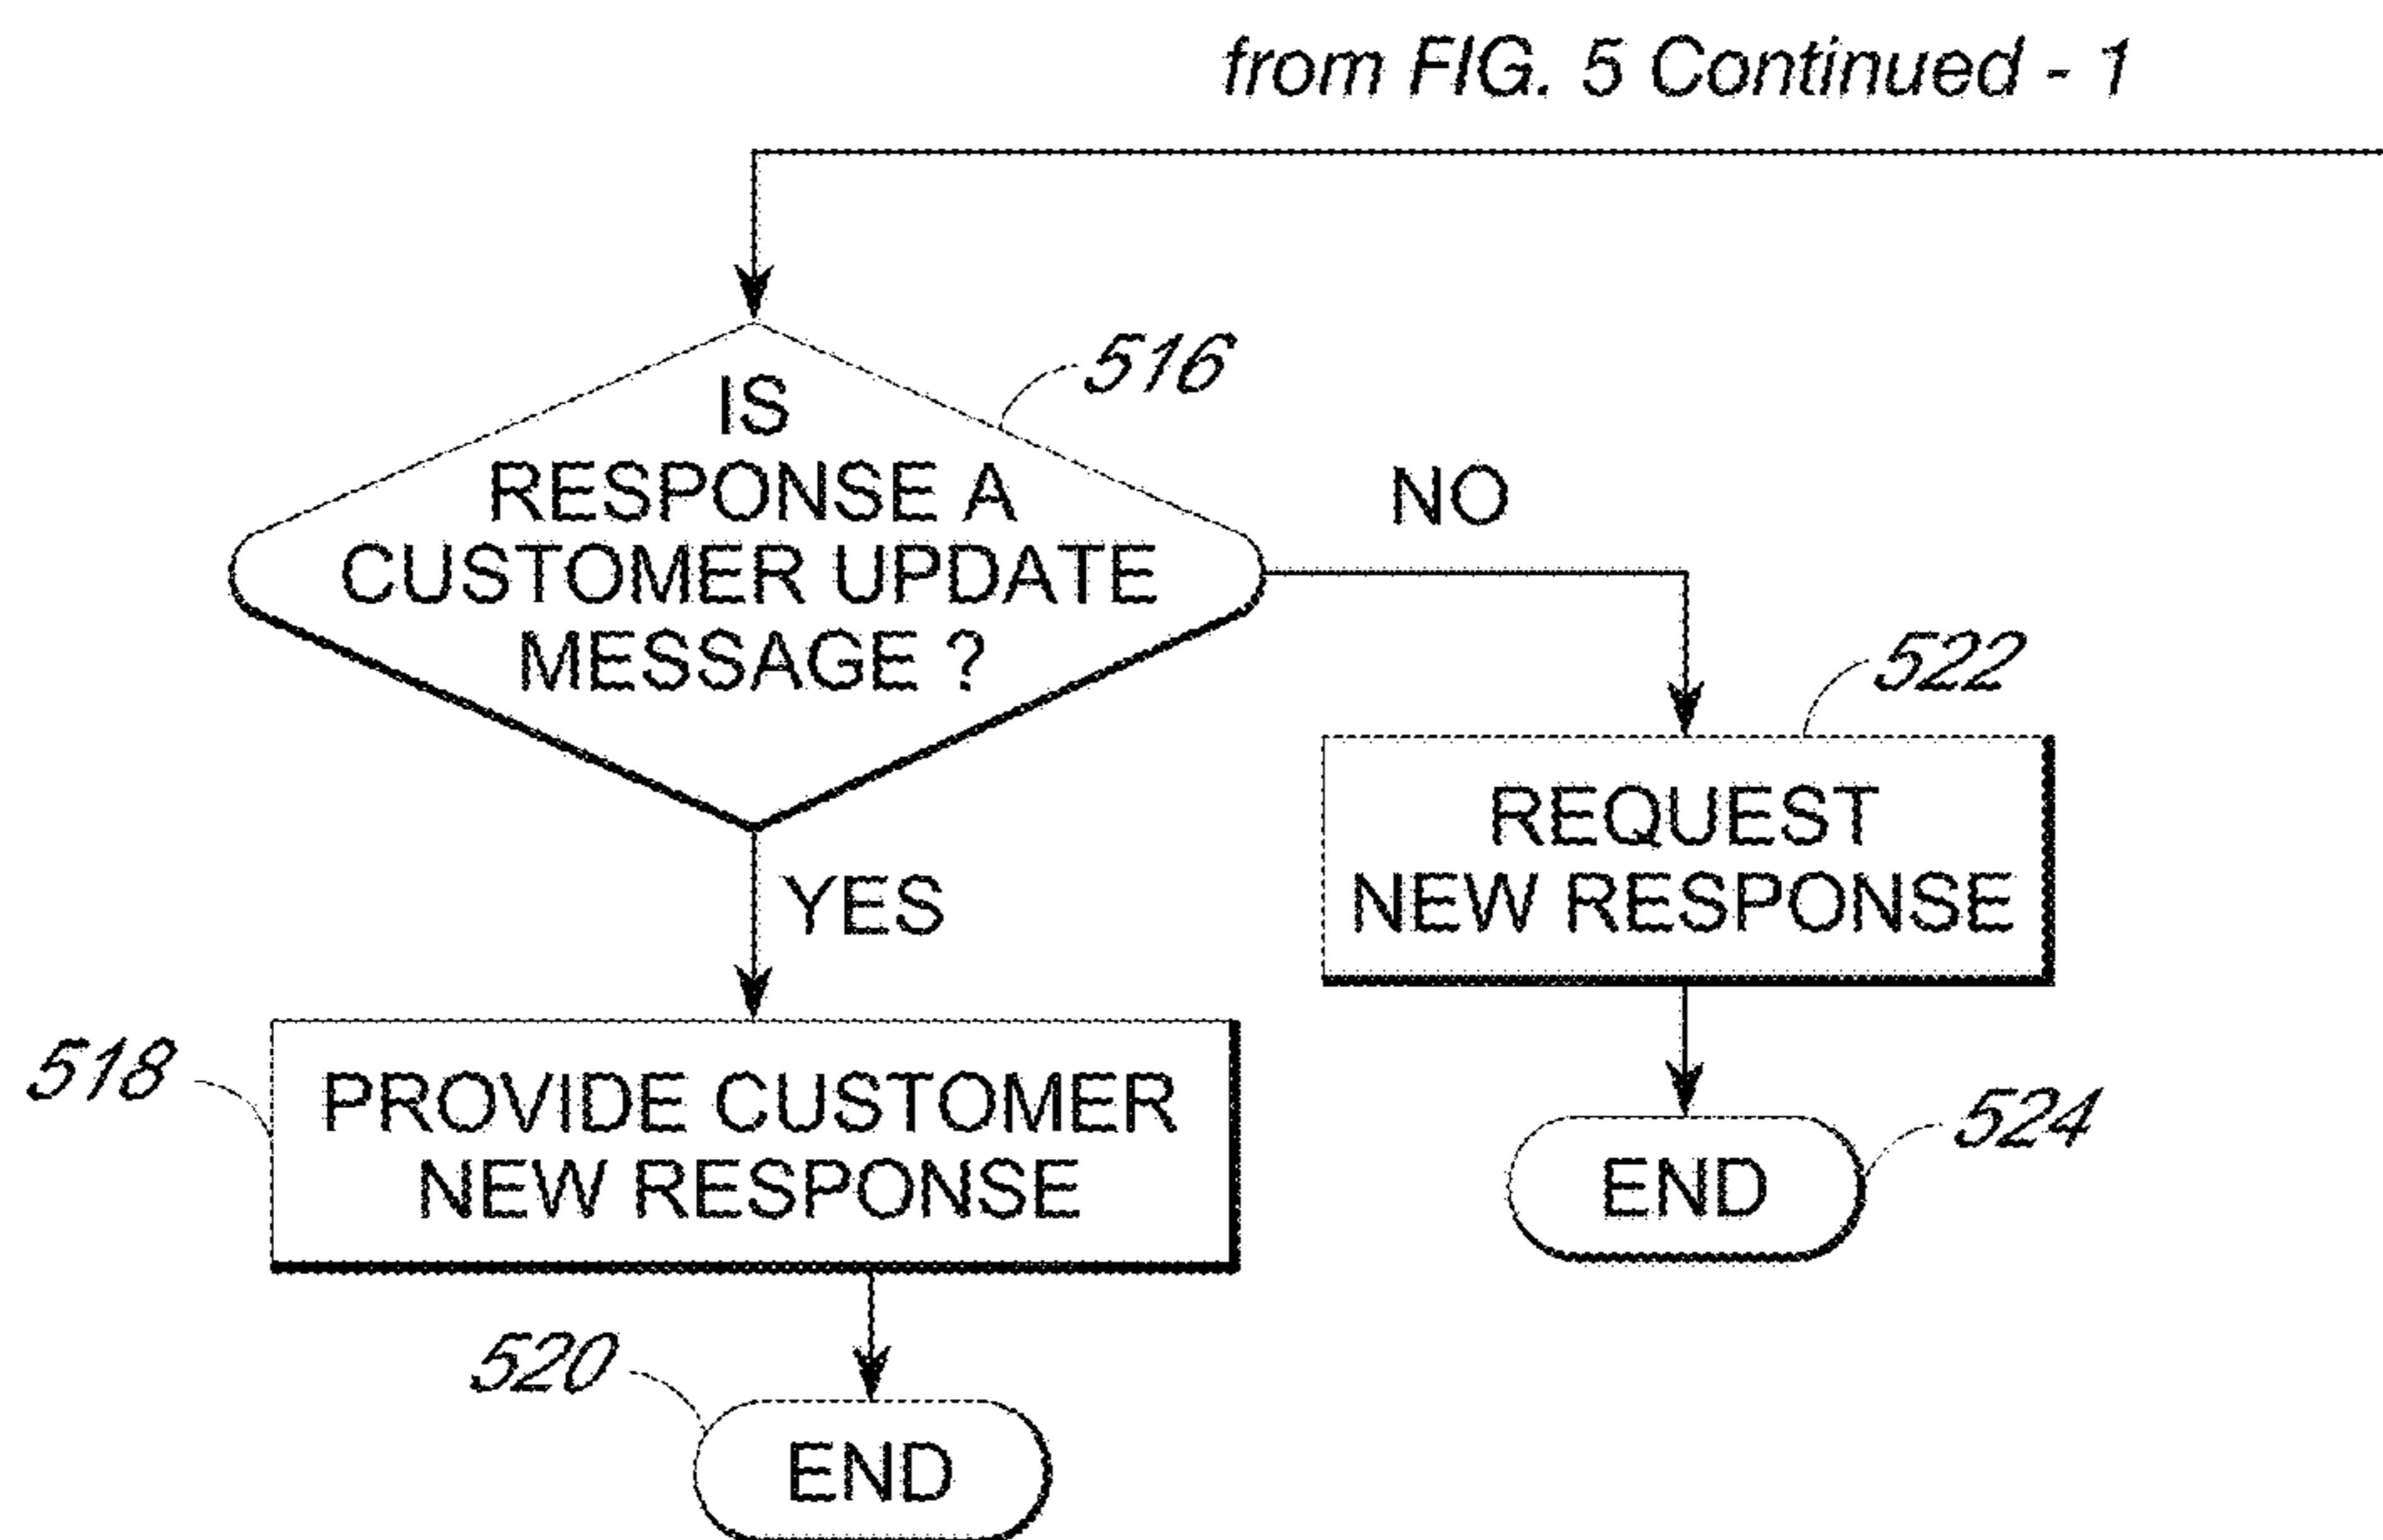 from FIG. 5 Continued - 1
IS
RESPONSE A
CUSTOMER UPDATE
MESSAGE ?
516
NO
522
REQUEST
NEW RESPONSE
YES
518
PROVIDE CUSTOMER
NEW RESPONSE
524
END
520
END